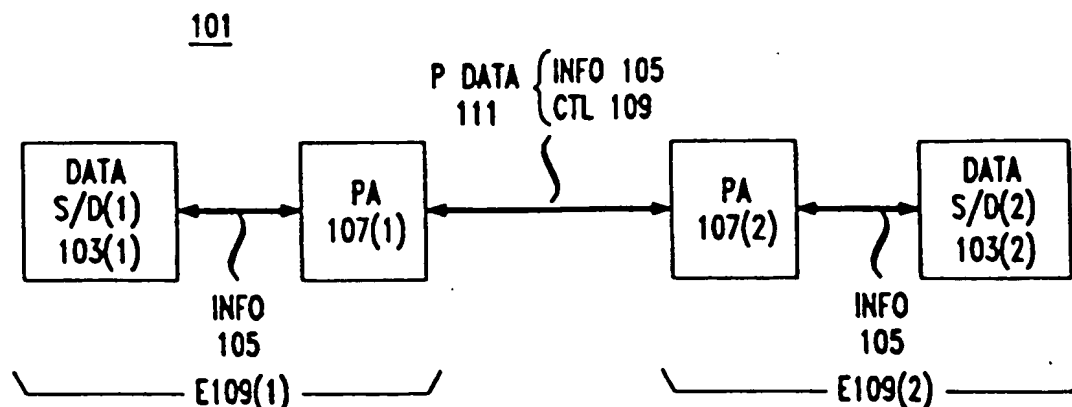 101
P DATA
111
INFO 105
CTL 109
DATA
S/D(1)
103(1)
PA
107(1)
PA
107(2)
DATA
S/D(2)
103(2)
INFO
105
INFO
105
E109(1)
E109(2)